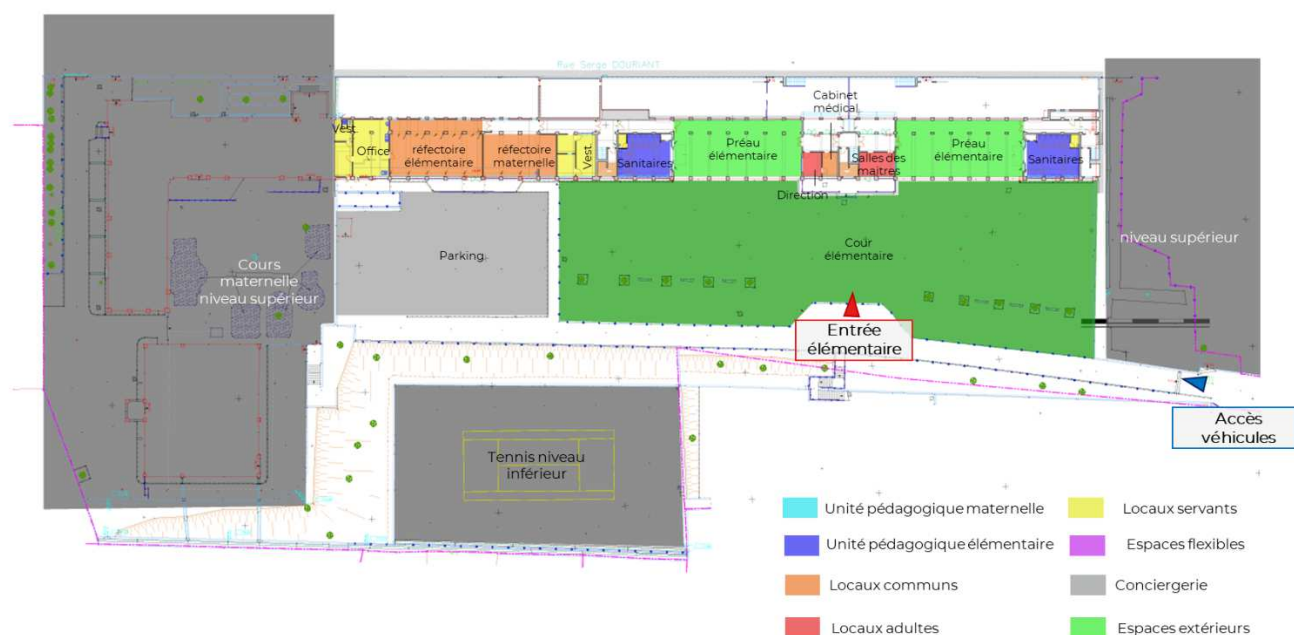 Rue Serge DOURIANT
Cabinet
médical
Vest.
Office
réfectoire
élémentaire
réfectoire
maternelle
Vest.
Sanitaires
Préau
élémentaire
Salles des
maitres
Préau
élémentaire
Sanitaires
Direction
Parking
Cour
élémentaire
niveau supérieur
Cours
maternelle
niveau supérieur
Entrée
élémentaire
Accès
véhicules
Tennis niveau
inférieur
Unité pédagogique maternelle
Locaux servants
Unité pédagogique élémentaire
Espaces flexibles
Locaux communs
Conciergerie
Locaux adultes
Espaces extérieurs